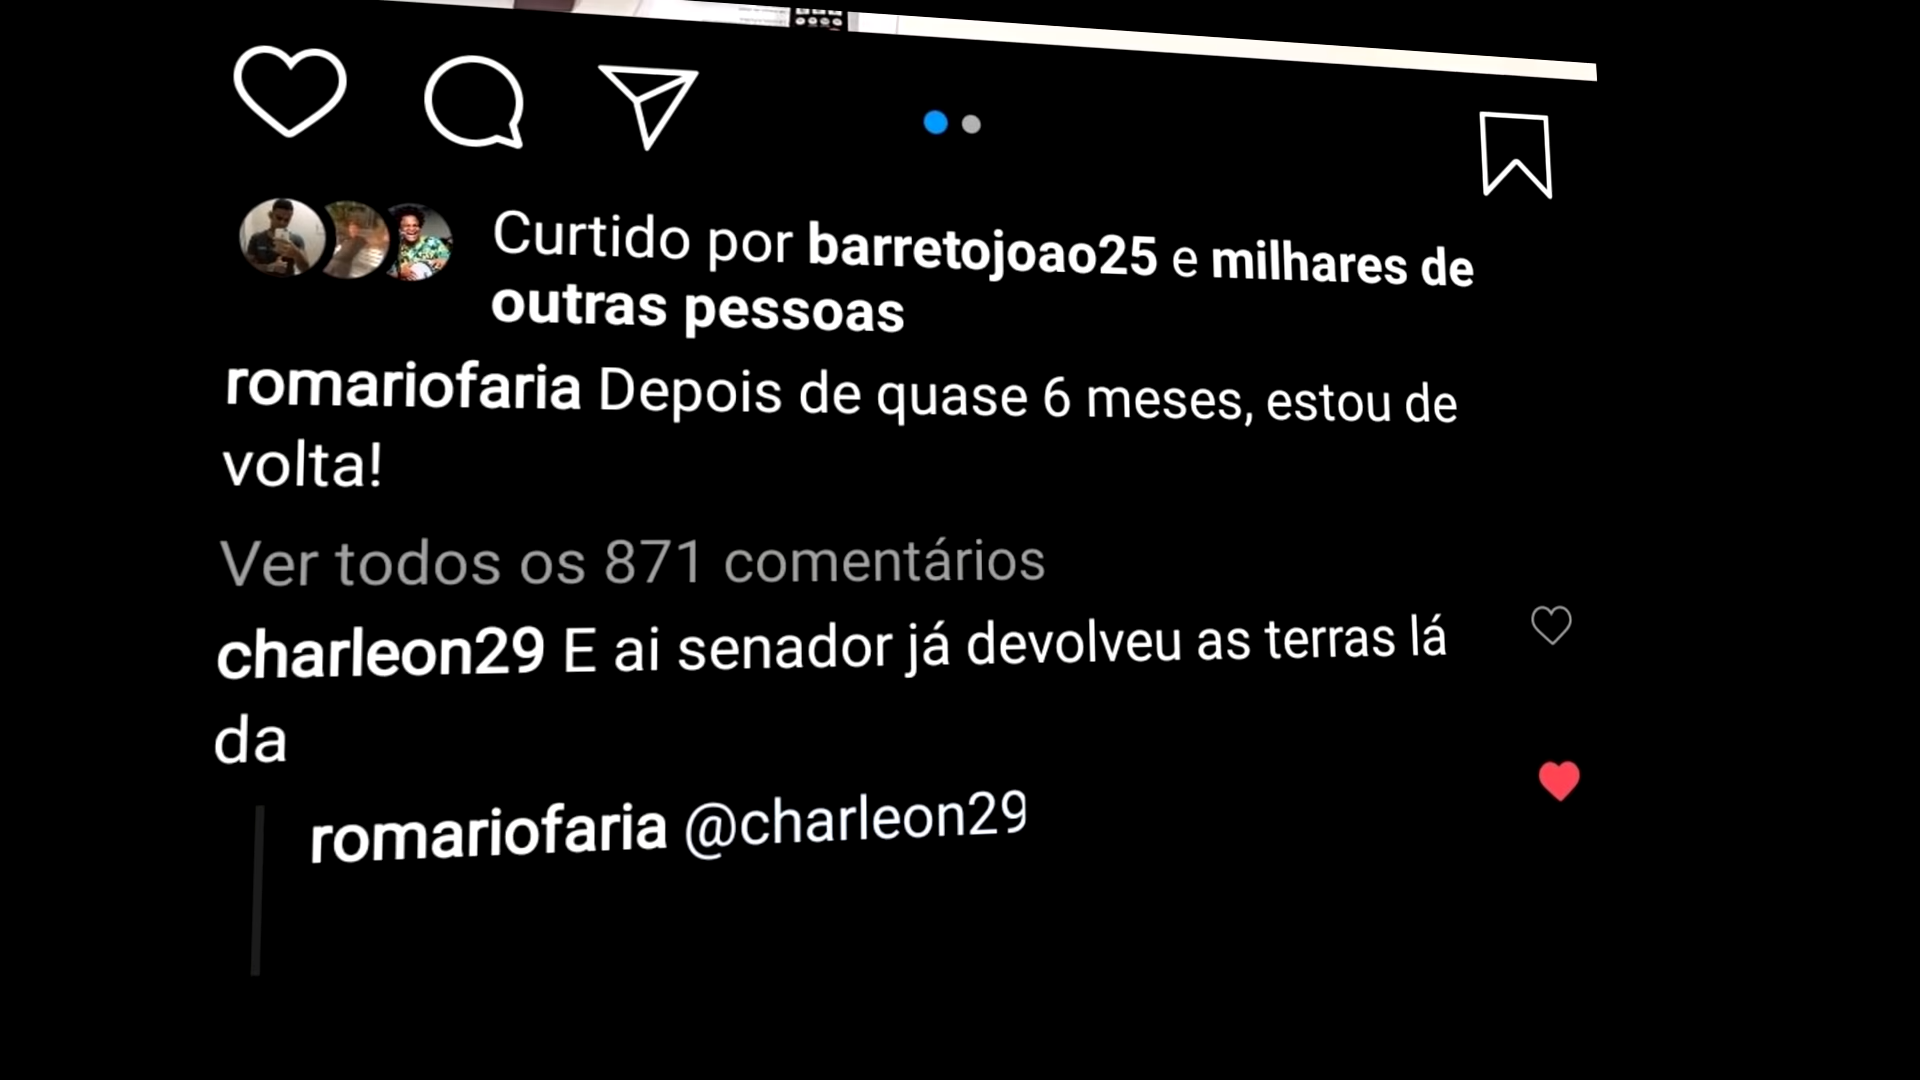 Curtido por barretojoao25 e milhares de
outras pessoas
romariofaria Depois de quase 6 meses, estou de
volta!
Ver todos os 871 comentários
charleon29 E ai senador já devolveu as terras lá
da
romariofaria @charleon29